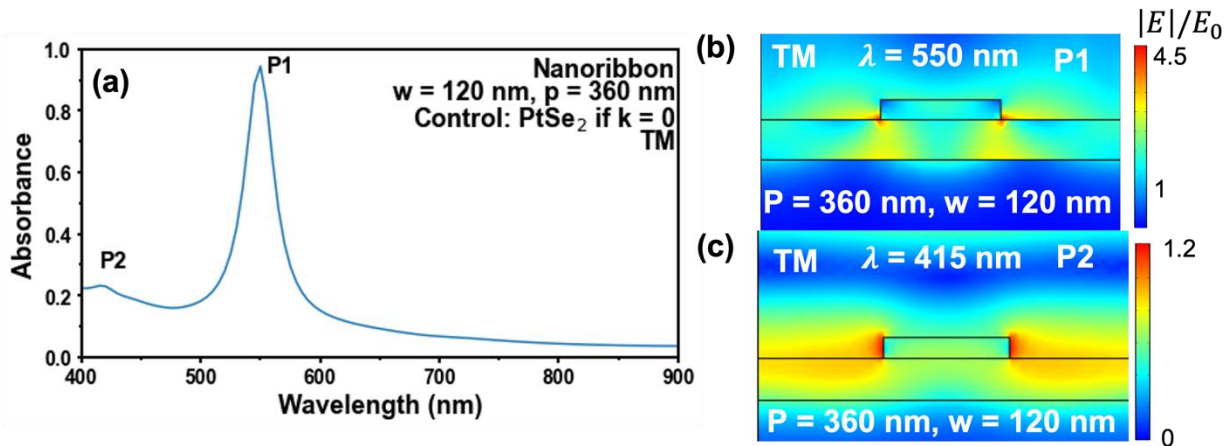 (a)
P1
P2
Nanoribbon
w = 120 nm, p = 360 nm
Control: PtSe₂ if k = 0
TM
Absorbance
1.0
0.8
0.6
0.4
0.2
0.0
400
500
600
700
800
900
Wavelength (nm)
(b)
TM λ = 550 nm P1
P = 360 nm, w = 120 nm
|E|/E₀
4.5
1
(c)
TM λ = 415 nm P2
P = 360 nm, w = 120 nm
1.2
0